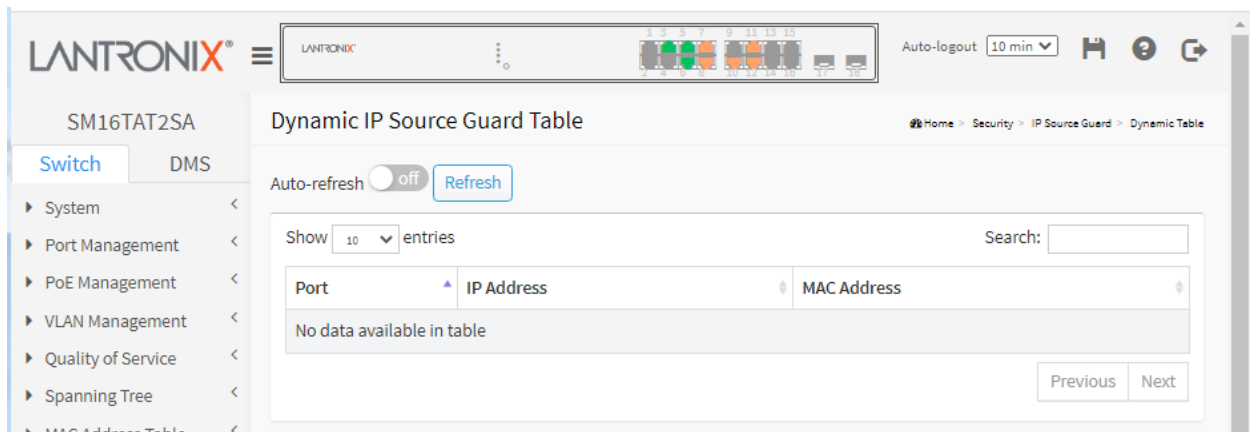 LANTRONIX®
LANTRONIX
1 3 5 7 9 11 13 15
2 4 6 8 10 12 14 16 17 18
Auto-logout 10 min
SM16TAT2SA
Switch DMS
System
Port Management
PoE Management
VLAN Management
Quality of Service
Spanning Tree
MAC Address Table
Dynamic IP Source Guard Table
Home > Security > IP Source Guard > Dynamic Table
Auto-refresh off Refresh
Show 10 entries
Search:
Port IP Address MAC Address
No data available in table
Previous Next